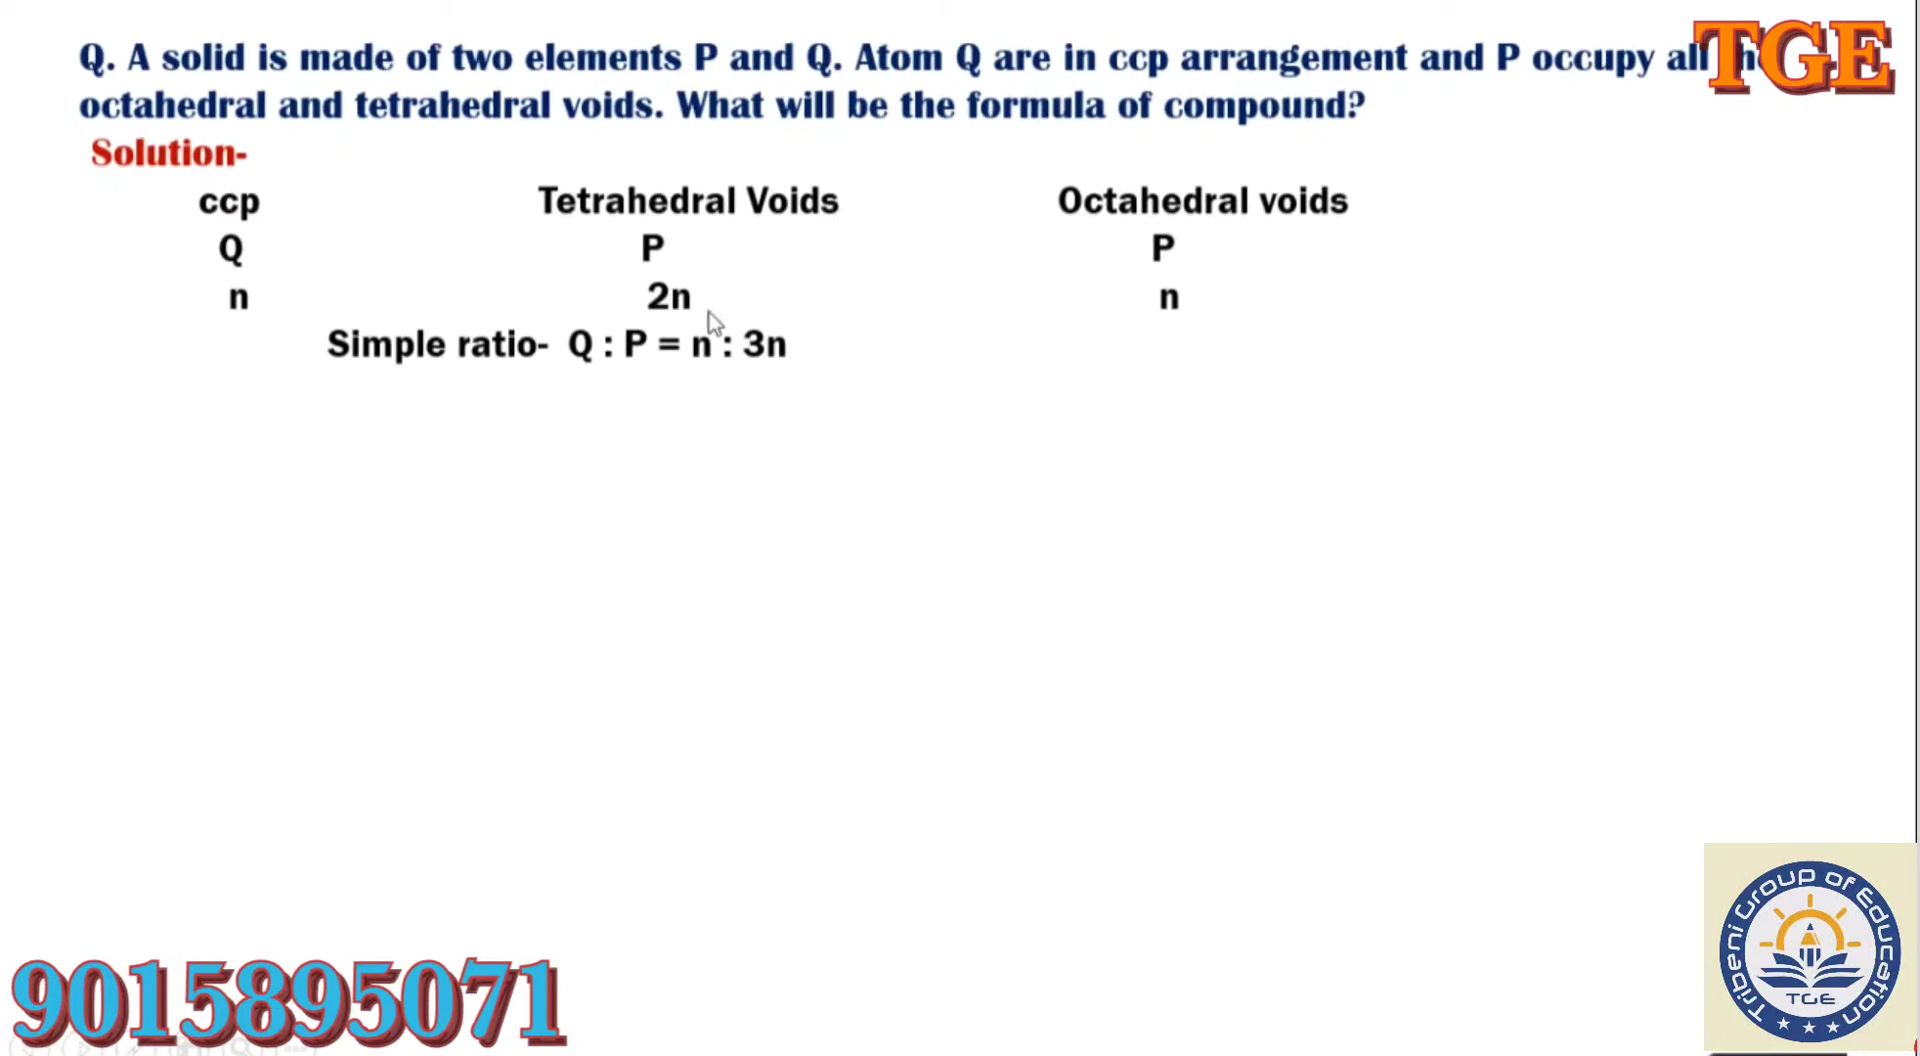 Q. A solid is made of two elements P and Q. Atom Q are in ccp arrangement and P occupy all
TGE
octahedral and tetrahedral voids. What will be the formula of compound?
Solution-
ccp Tetrahedral Voids Octahedral voids
Q P P
n 2n n
Simple ratio- Q : P = n : 3n
Tribeni Group of Education
TGE
9015895071